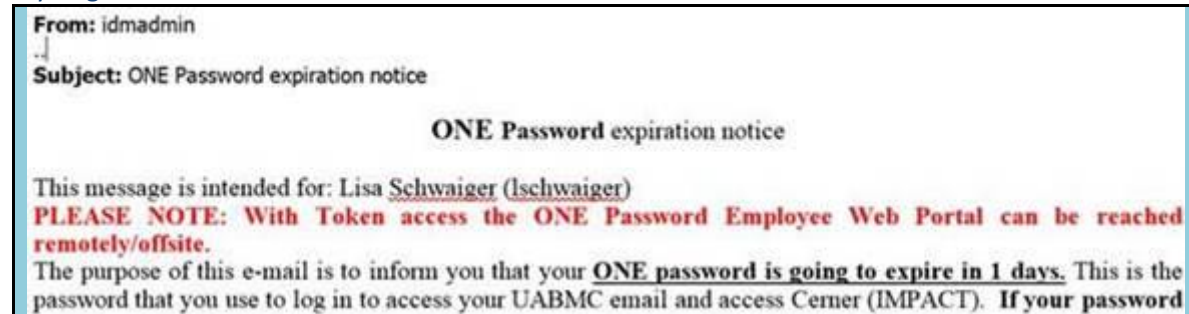 From: idmadmin
..
Subject: ONE Password expiration notice
ONE Password expiration notice
This message is intended for: Lisa Schwaiger (lschwaiger)
PLEASE NOTE: With Token access the ONE Password Employee Web Portal can be reached
remotely/offsite.
The purpose of this e-mail is to inform you that your ONE password is going to expire in 1 days. This is the
password that you use to log in to access your UABMC email and access Cerner (IMPACT). If your password